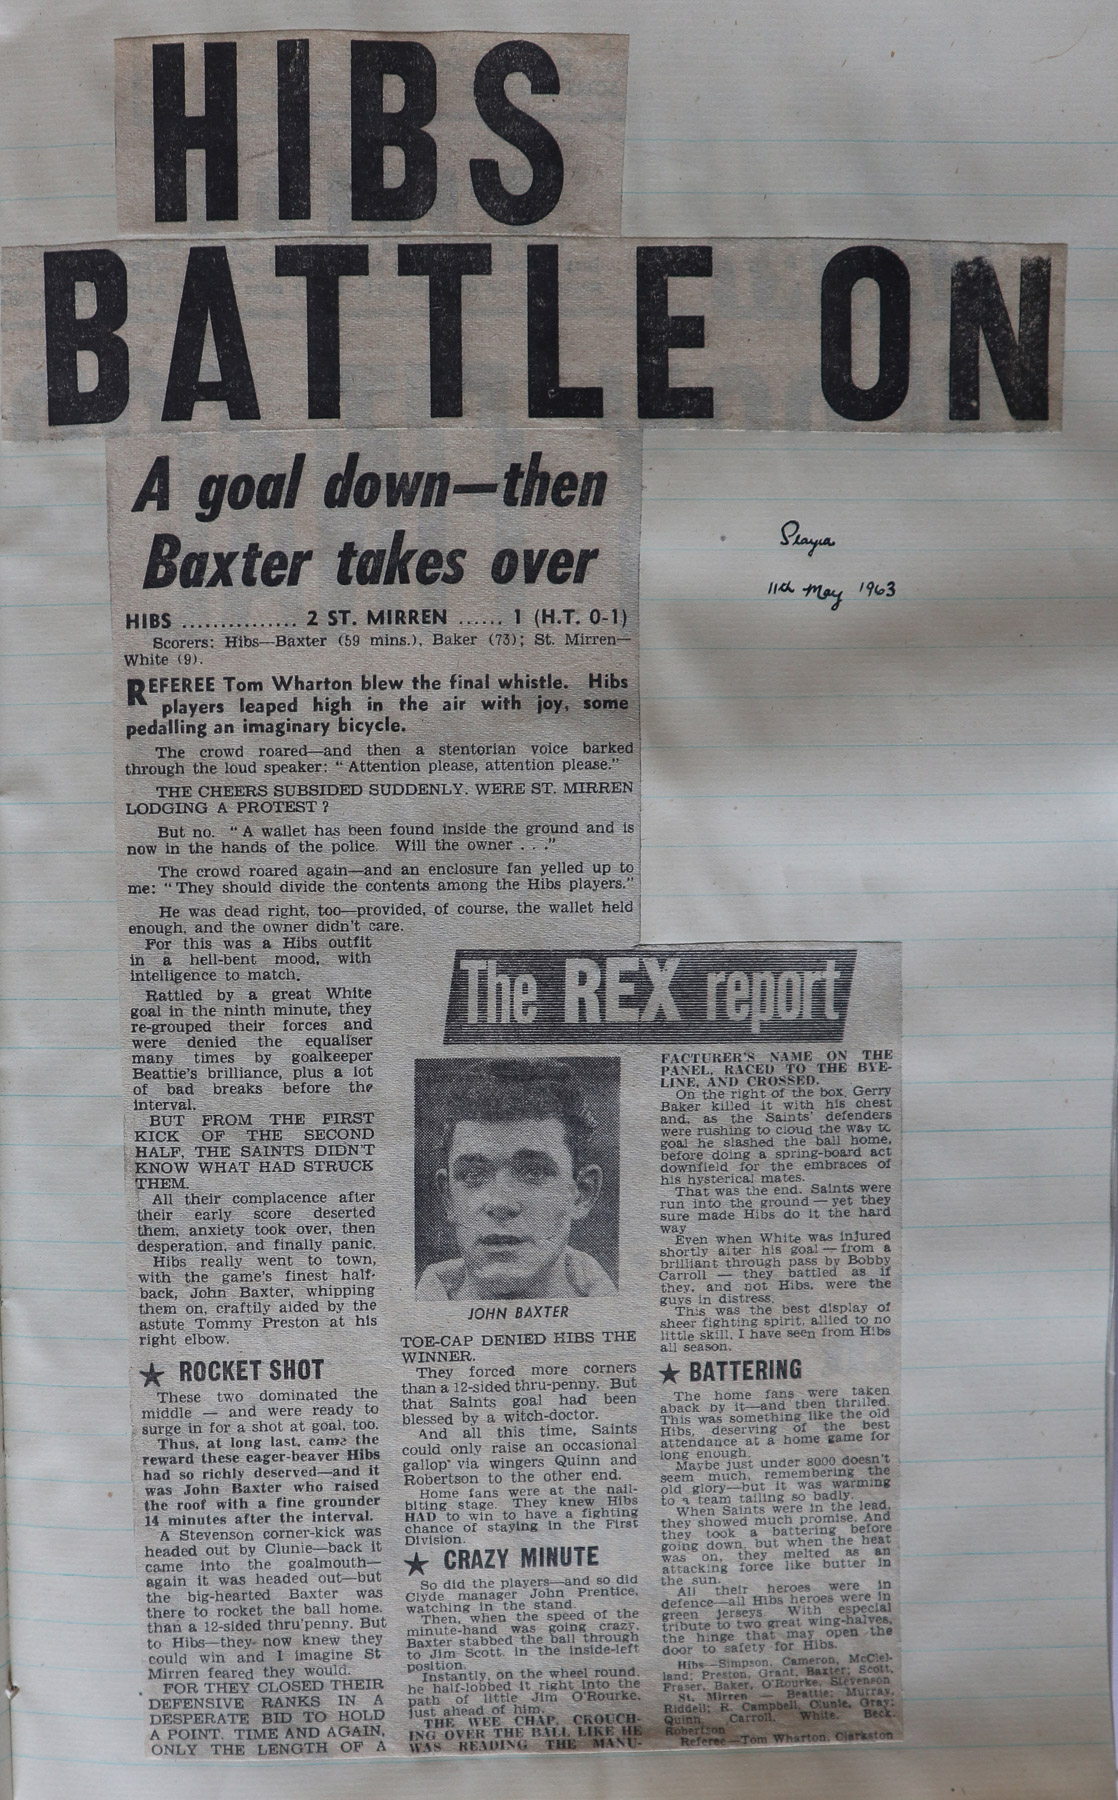 HIBS
BATTLE ON
A goal down—then
Baxter takes over
11th May 1963
HIBS ............... 2 ST. MIRREN ...... 1 (H.T. 0-1)
Scorers: Hibs—Baxter (59 mins.), Baker (73); St. Mirren—
White (9).
REFEREE Tom Wharton blew the final whistle. Hibs
players leaped high in the air with joy, some
pedalling an imaginary bicycle.
The crowd roared—and then a stentorian voice barked
through the loud speaker: "Attention please, attention please."
THE CHEERS SUBSIDED SUDDENLY. WERE ST. MIRREN
LODGING A PROTEST?
But no. "A wallet has been found inside the ground and is
now in the hands of the police. Will the owner . . ."
The crowd roared again—and an enclosure fan yelled up to
me: "They should divide the contents among the Hibs players."
He was dead right, too—provided, of course, the wallet held
enough, and the owner didn't care.
For this was a Hibs outfit
in a hell-bent mood, with
intelligence to match.
Rattled by a great White
goal in the ninth minute, they
re-grouped their forces and
were denied the equaliser
many times by goalkeeper
Beattie's brilliance, plus a lot
of bad breaks before the
interval.
BUT FROM THE FIRST
KICK OF THE SECOND
HALF, THE SAINTS DIDN'T
KNOW WHAT HAD STRUCK
THEM.
All their complacence after
their early score deserted
them, anxiety took over, then
desperation, and finally panic.
Hibs really went to town,
with the game's finest half-
back, John Baxter, whipping
them on, craftily aided by the
astute Tommy Preston at his
right elbow.
★ ROCKET SHOT
These two dominated the
middle — and were ready to
surge in for a shot at goal, too.
Thus, at long last, came the
reward these eager-beaver Hibs
had so richly deserved—and it
was John Baxter who raised
the roof with a fine grounder
14 minutes after the interval.
A Stevenson corner-kick was
headed out by Clunie—back it
came into the goalmouth—
again it was headed out—but
the big-hearted Baxter was
there to rocket the ball home.
than a 12-sided thru'penny. But
to Hibs—they now knew they
could win and I imagine St
Mirren feared they would.
FOR THEY CLOSED THEIR
DEFENSIVE RANKS IN A
DESPERATE BID TO HOLD
A POINT. TIME AND AGAIN,
ONLY THE LENGTH OF A
The REX report
JOHN BAXTER
TOE-CAP DENIED HIBS THE
WINNER.
They forced more corners
than a 12-sided thru-penny. But
that Saints goal had been
blessed by a witch-doctor.
And all this time, Saints
could only raise an occasional
gallop via wingers Quinn and
Robertson to the other end.
Home fans were at the nail-
biting stage. They knew Hibs
HAD to win to have a fighting
chance of staying in the First
Division.
★ CRAZY MINUTE
So did the players—and so did
Clyde manager John Prentice,
watching in the stand.
Then, when the speed of the
minute-hand was going crazy,
Baxter stabbed the ball through
to Jim Scott, in the inside-left
position.
Instantly, on the wheel round,
he half-lobbed it right into the
path of little Jim O'Rourke,
just ahead of him.
THE WEE CHAP, CROUCH-
ING OVER THE BALL LIKE HE
WAS READING THE MANU-
FACTURER'S NAME ON THE
PANEL, RACED TO THE BYE-
LINE, AND CROSSED.
On the right of the box, Gerry
Baker killed it with his chest
and, as the Saints' defenders
were rushing to cloud the way to
goal he slashed the ball home,
before doing a spring-board act
downfield for the embraces of
his hysterical mates.
That was the end. Saints were
run into the ground—yet they
sure made Hibs do it the hard
way
Even when White was injured
shortly after his goal—from a
brilliant through pass by Bobby
Carroll — they battled as if
they, and not Hibs, were the
guys in distress.
This was the best display of
sheer fighting spirit, allied to no
little skill, I have seen from Hibs
all season.
★ BATTERING
The home fans were taken
aback by it—and then thrilled.
This was something like the old
Hibs, deserving of the best
attendance at a home game for
long enough.
Maybe just under 8000 doesn't
seem much, remembering the
old glory—but it was warming
to a team tailing so badly.
When Saints were in the lead,
they showed much promise. And
they took a battering before
going down, but when the heat
was on, they melted as an
attacking force like butter in
the sun.
All their heroes were in
defence—all Hibs heroes were in
green jerseys. With especial
tribute to two great wing-halves,
the hinge that may open the
door to safety for Hibs.
Hibs—Simpson, Cameron, McClel-
land; Preston, Grant, Baxter; Scott,
Fraser, Baker, O'Rourke, Stevenson
St. Mirren — Beattie; Murray,
Riddell; R. Campbell, Clunie, Gray;
Quinn, Carroll, White, Beck,
Robertson
Referee—Tom Wharton, Clarkston